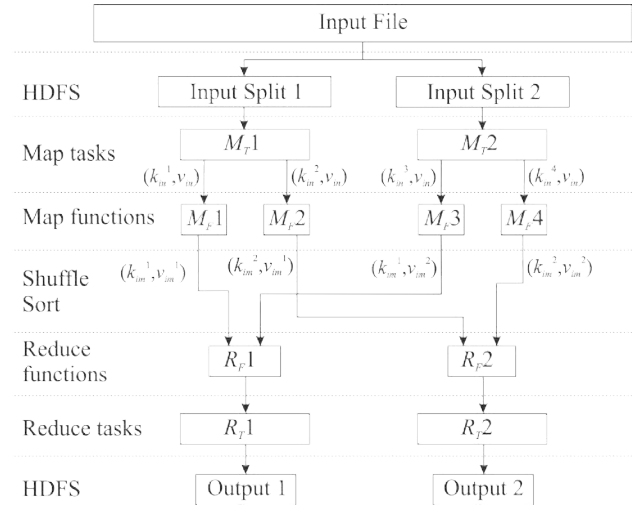 Input File
HDFS Input Split 1 Input Split 2
Map tasks M_T1 M_T2
(k_in^1,v_in) (k_in^2,v_in) (k_in^3,v_in) (k_in^4,v_in)
Map functions M_F1 M_F2 M_F3 M_F4
(k_im^1,v_im^1) (k_im^2,v_im^1) (k_im^1,v_im^2) (k_im^2,v_im^2)
Shuffle
Sort
Reduce
functions
R_F1 R_F2
Reduce tasks R_T1 R_T2
HDFS Output 1 Output 2